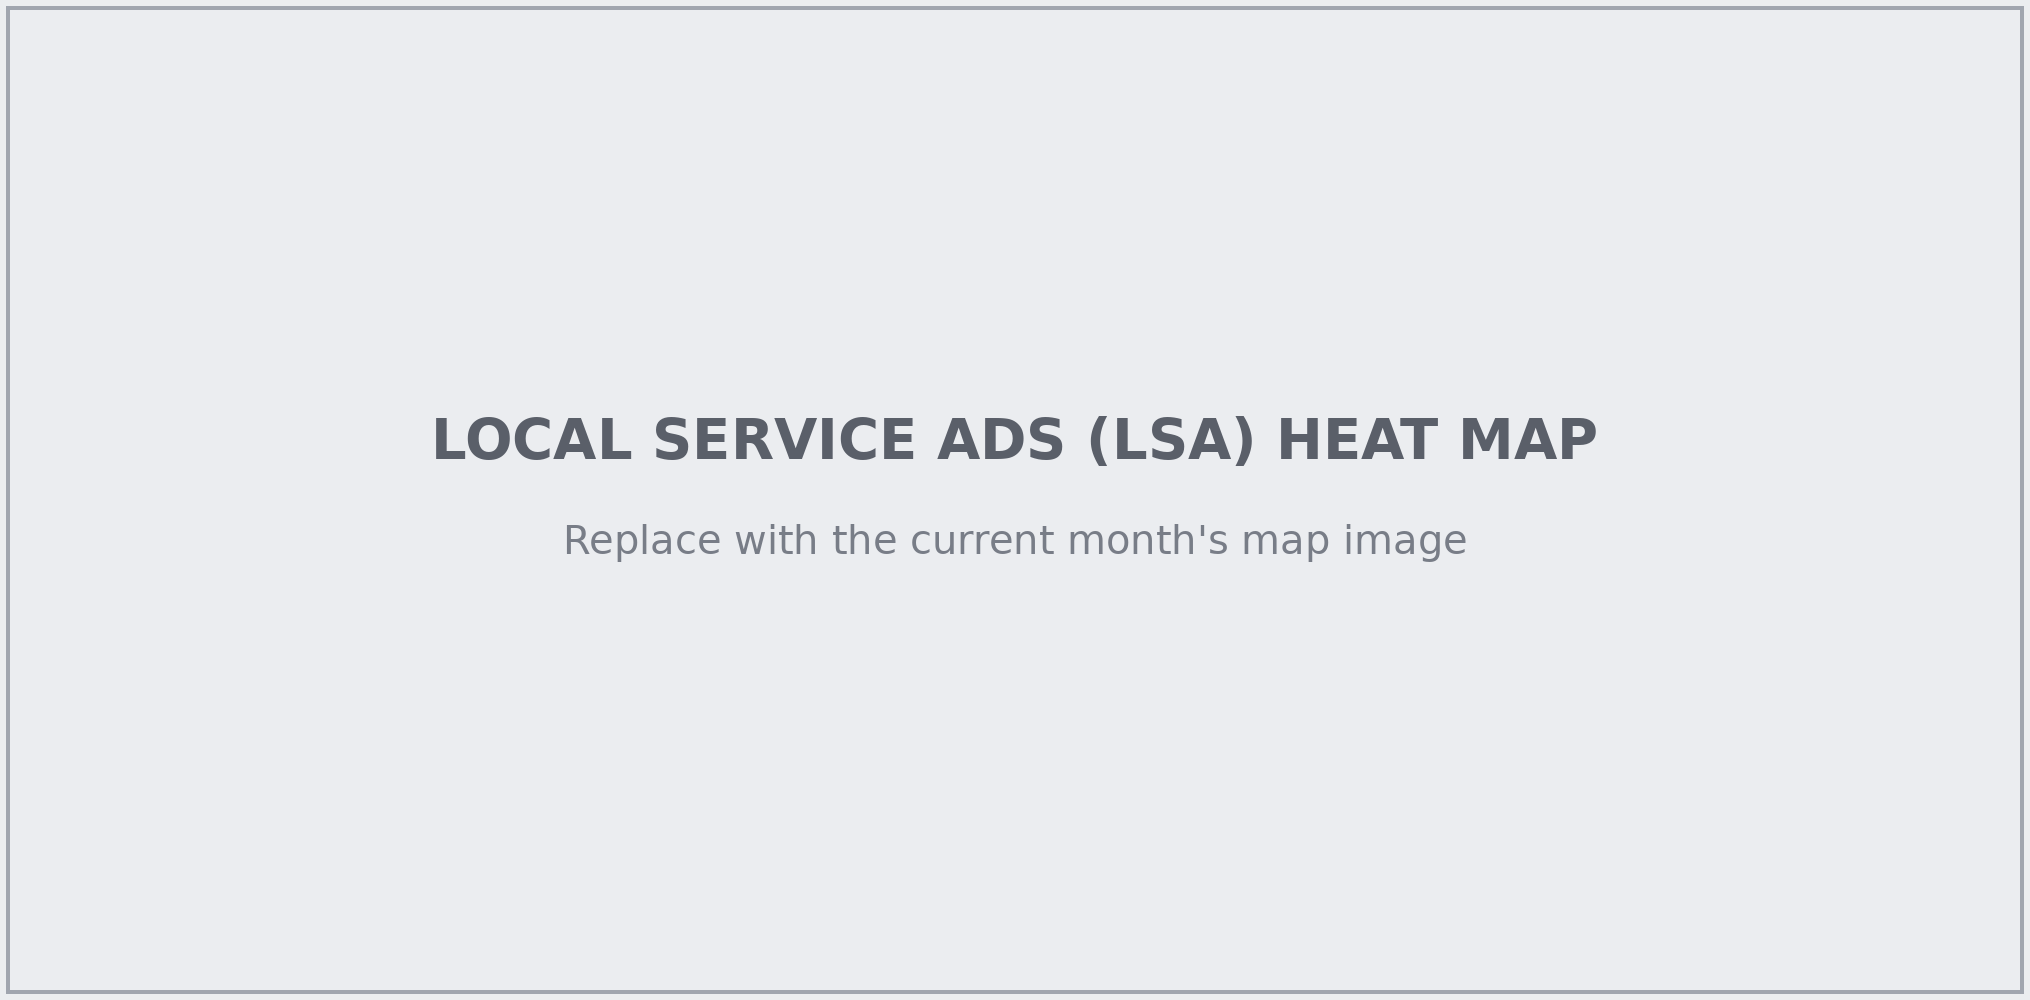 LOCAL SERVICE ADS (LSA) HEAT MAP
Replace with the current month's map image